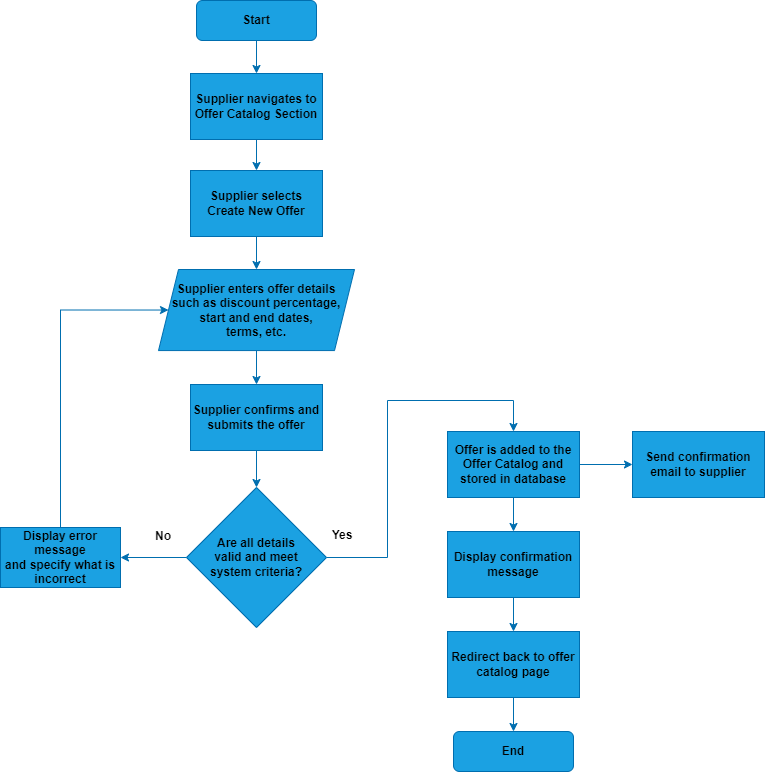 Start
Supplier navigates to
Offer Catalog Section
Supplier selects
Create New Offer
Supplier enters offer details
such as discount percentage,
start and end dates,
terms, etc.
Supplier confirms and
submits the offer
Are all details
valid and meet
system criteria?
No
Display error
message
and specify what is
incorrect
Yes
Offer is added to the
Offer Catalog and
stored in database
Send confirmation
email to supplier
Display confirmation
message
Redirect back to offer
catalog page
End